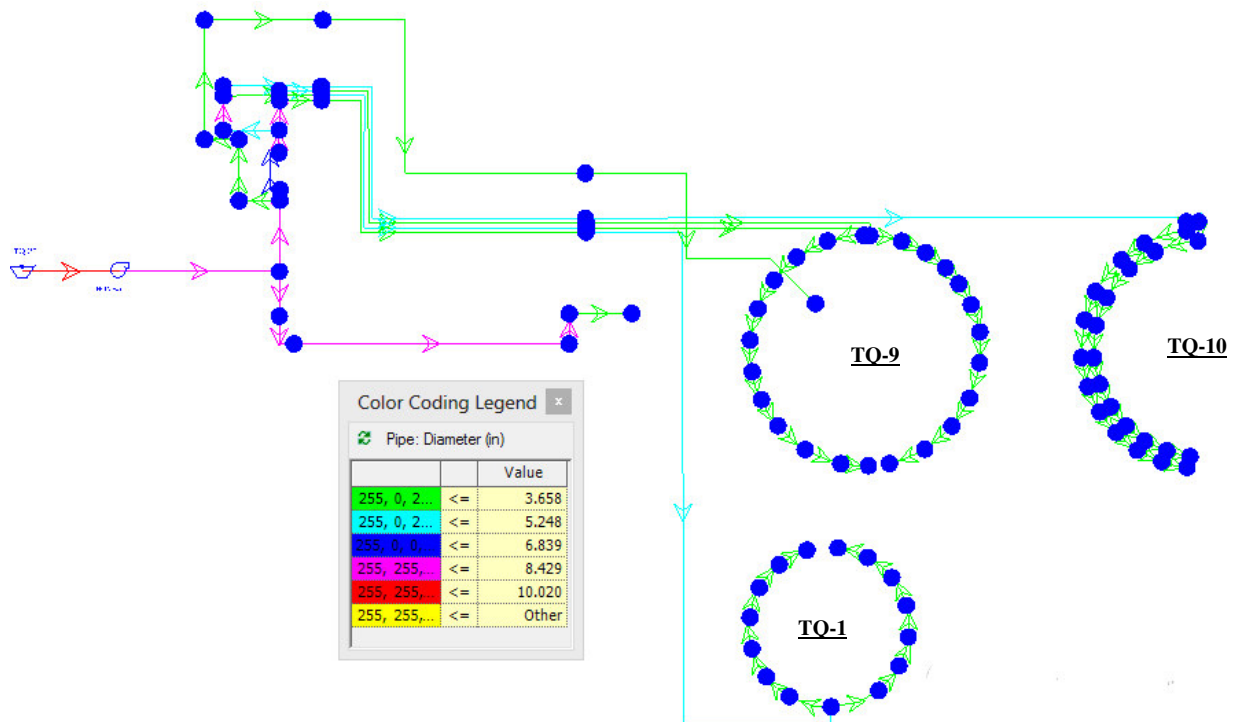 TQ-9
TQ-10
Color Coding Legend x
Pipe: Diameter (in)
Value
255, 0, 2... <= 3.658
255, 0, 2... <= 5.248
255, 0, 0, <= 6.839
255, 255,... <= 8.429
255, 255,... <= 10.020
255, 255,... <= Other
TQ-1